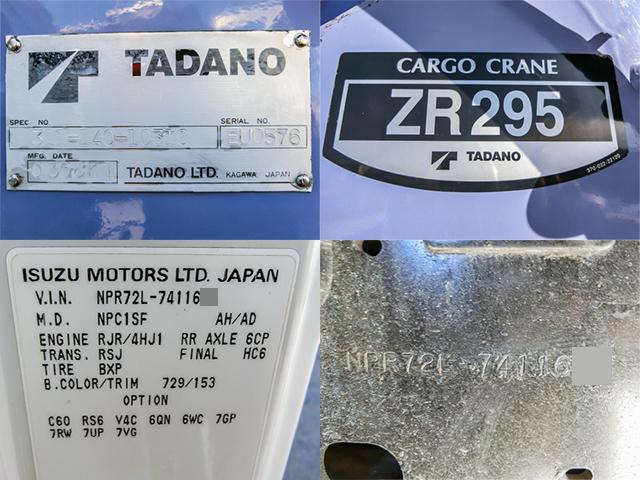 TADANO
SPEC NO.
SERIAL NO.
EU0576
MFG. DATE
TADANO LTD. KAGAWA JAPAN
CARGO CRANE
ZR295
TADANO
ISUZU MOTORS LTD. JAPAN
V.I.N. NPR72L-74116
M.D. NPC1SF AH/AD
ENGINE RJR/4HJ1 RR AXLE 6CP
TRANS. RSJ FINAL HC6
TIRE BXP
B.COLOR/TRIM 729/153
OPTION
C60 RS6 V4C 6QN 6WC 7GP
7RW 7UP 7VG
NPR72L-74116